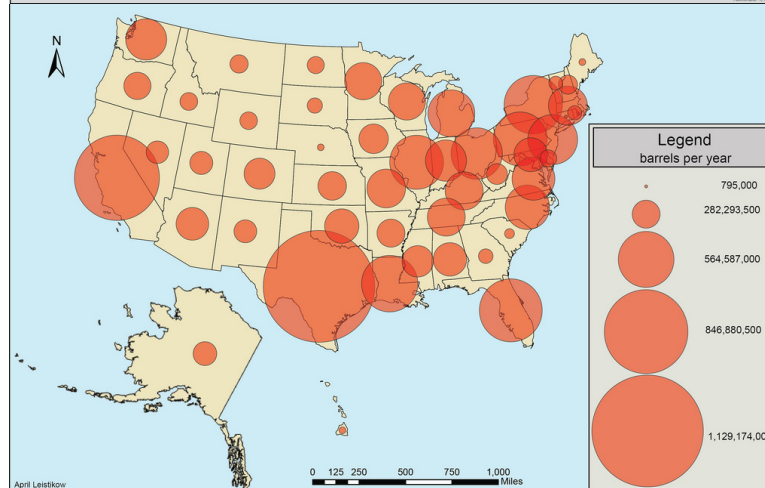 N
Legend
barrels per year
795,000
282,293,500
564,587,000
846,880,500
1,129,174,00
0 125 250 500 750 1,000
Miles
April Leistikow